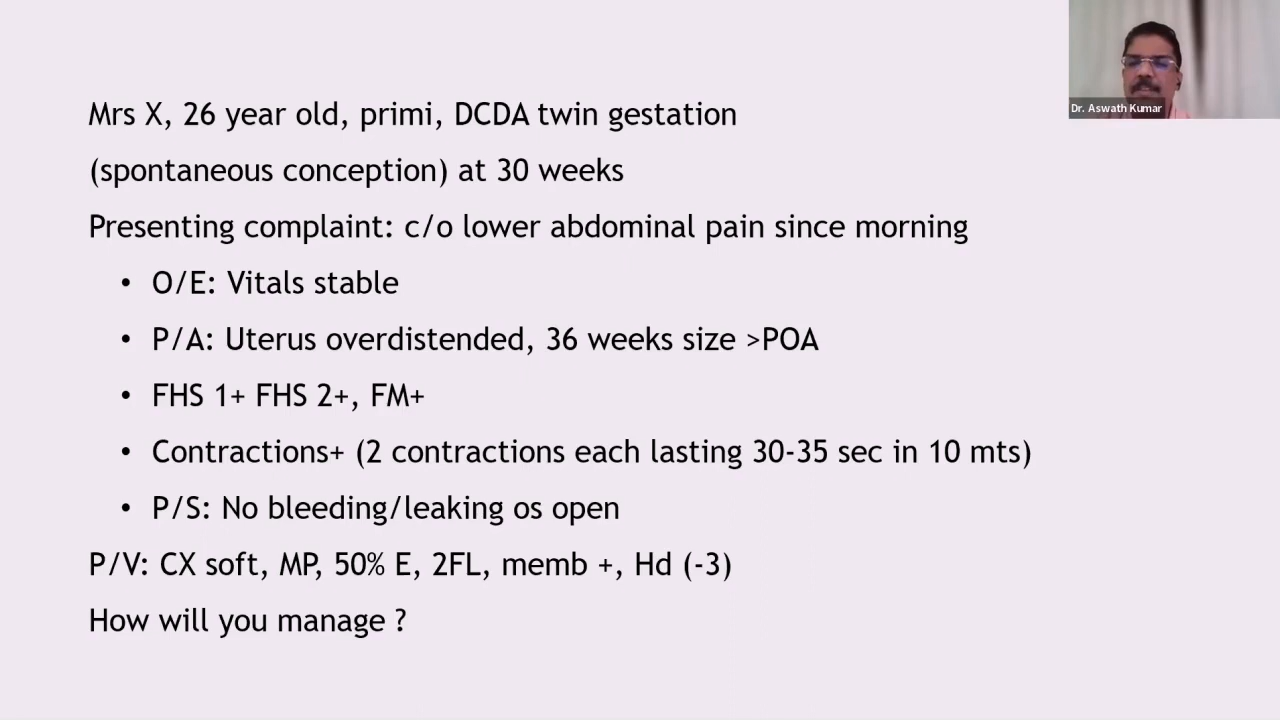 Dr. Aswath Kumar
Mrs X, 26 year old, primi, DCDA twin gestation
(spontaneous conception) at 30 weeks
Presenting complaint: c/o lower abdominal pain since morning
• O/E: Vitals stable
• P/A: Uterus overdistended, 36 weeks size >POA
• FHS 1+ FHS 2+, FM+
• Contractions+ (2 contractions each lasting 30-35 sec in 10 mts)
• P/S: No bleeding/leaking os open
P/V: CX soft, MP, 50% E, 2FL, memb +, Hd (-3)
How will you manage ?